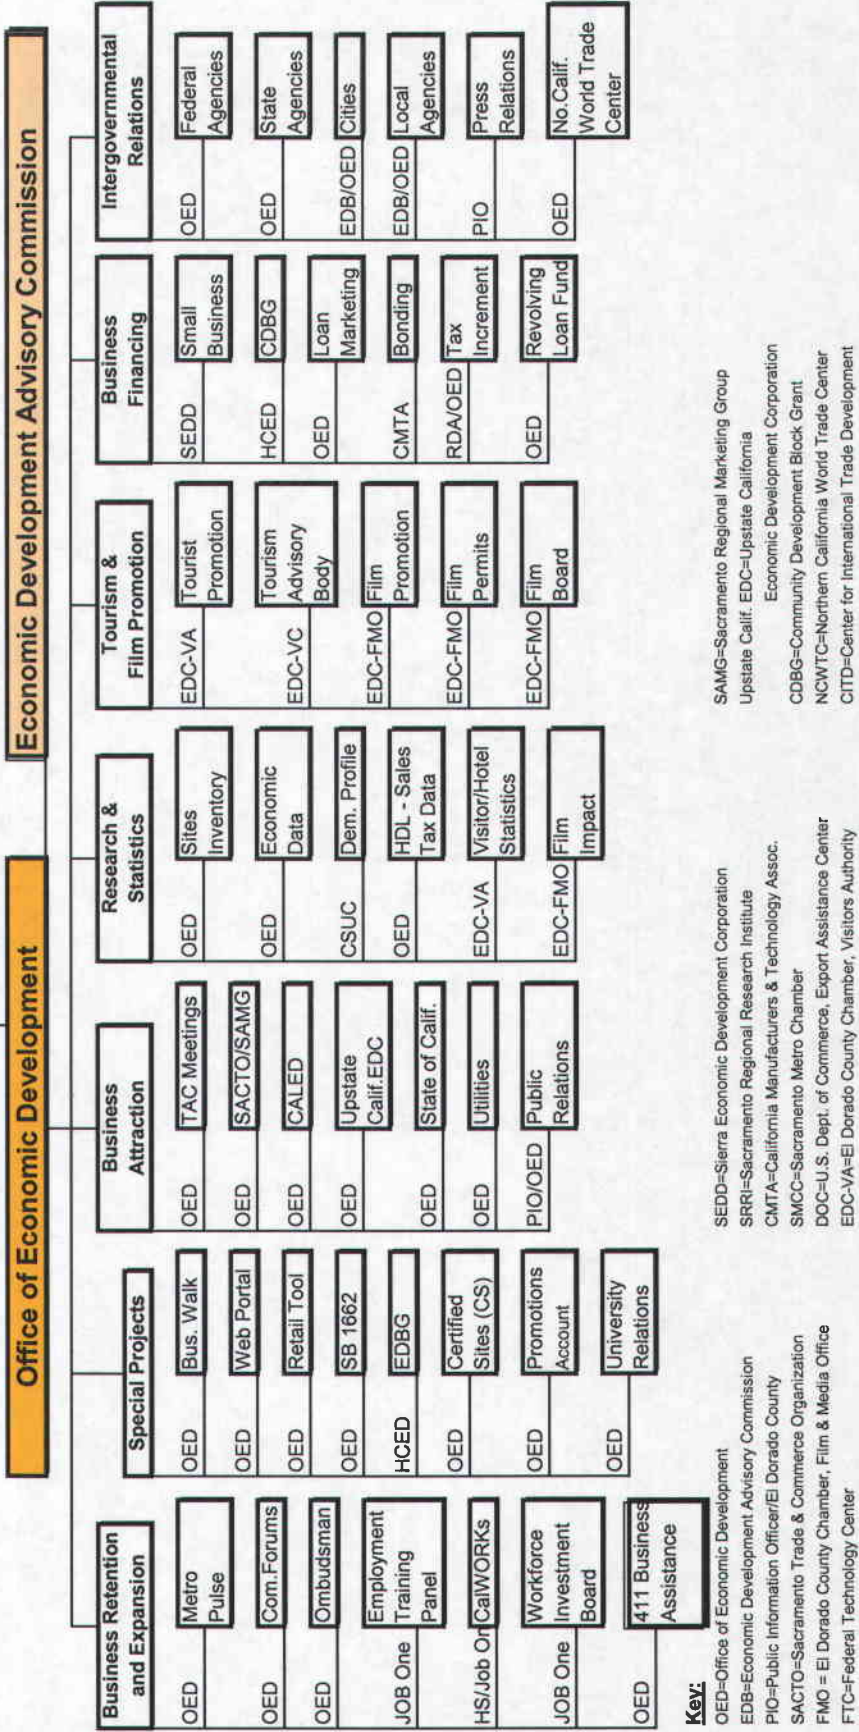 Office of Economic Development
Economic Development Advisory Commission
Business Retention
and Expansion
OED
Metro
Pulse
OED
Com.Forums
OED
Ombudsman
JOB One
Employment
Training
Panel
HS/Job On
CalWORKs
JOB One
Workforce
Investment
Board
OED
411 Business
Assistance
Special Projects
OED
Bus. Walk
OED
Web Portal
OED
Retail Tool
OED
SB 1662
HCED
EDBG
OED
Certified
Sites (CS)
OED
Promotions
Account
OED
University
Relations
Business
Attraction
OED
TAC Meetings
OED
SACTO/SAMG
OED
CALED
OED
Upstate
Calif.EDC
OED
State of Calif.
OED
Utilities
PIO/OED
Public
Relations
Research &
Statistics
OED
Sites
Inventory
OED
Economic
Data
CSUC
Dem. Profile
OED
HDL - Sales
Tax Data
EDC-VA
Visitor/Hotel
Statistics
EDC-FMO
Film
Impact
Tourism &
Film Promotion
EDC-VA
Tourist
Promotion
EDC-VC
Tourism
Advisory
Body
EDC-FMO
Film
Promotion
EDC-FMO
Film
Permits
EDC-FMO
Film
Board
Business
Financing
SEDD
Small
Business
HCED
CDBG
OED
Loan
Marketing
CMTA
Bonding
RDA/OED
Tax
Increment
OED
Revolving
Loan Fund
Intergovernmental
Relations
OED
Federal
Agencies
OED
State
Agencies
EDB/OED
Cities
EDB/OED
Local
Agencies
PIO
Press
Relations
OED
No.Calif.
World Trade
Center
Key:
OED=Office of Economic Development
EDB=Economic Development Advisory Commission
PIO=Public Information Officer/El Dorado County
SACTO=Sacramento Trade & Commerce Organization
FMO = El Dorado County Chamber, Film & Media Office
FTC=Federal Technology Center
SEDD=Sierra Economic Development Corporation
SRRI=Sacramento Regional Research Institute
CMTA=California Manufacturers & Technology Assoc.
SMCC=Sacramento Metro Chamber
DOC=U.S. Dept. of Commerce, Export Assistance Center
EDC-VA=El Dorado County Chamber, Visitors Authority
SAMG=Sacramento Regional Marketing Group
Upstate Calif. EDC=Upstate California
Economic Development Corporation
CDBG=Community Development Block Grant
NCWTC=Northern California World Trade Center
CITD=Center for International Trade Development